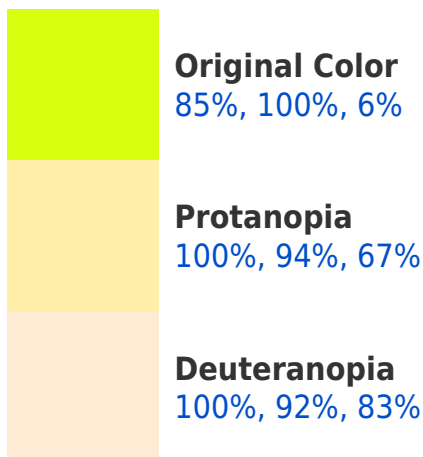 Original Color
85%, 100%, 6%
Protanopia
100%, 94%, 67%
Deuteranopia
100%, 92%, 83%